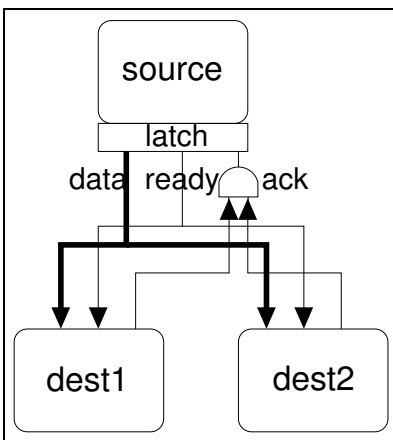 source
latch
data ready ack
dest1 dest2